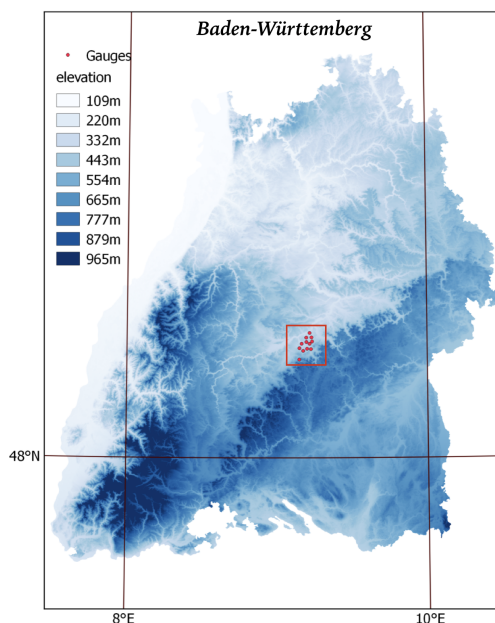 Baden-Württemberg
Gauges
elevation
109m
220m
332m
443m
554m
665m
777m
879m
965m
48°N
8°E
10°E